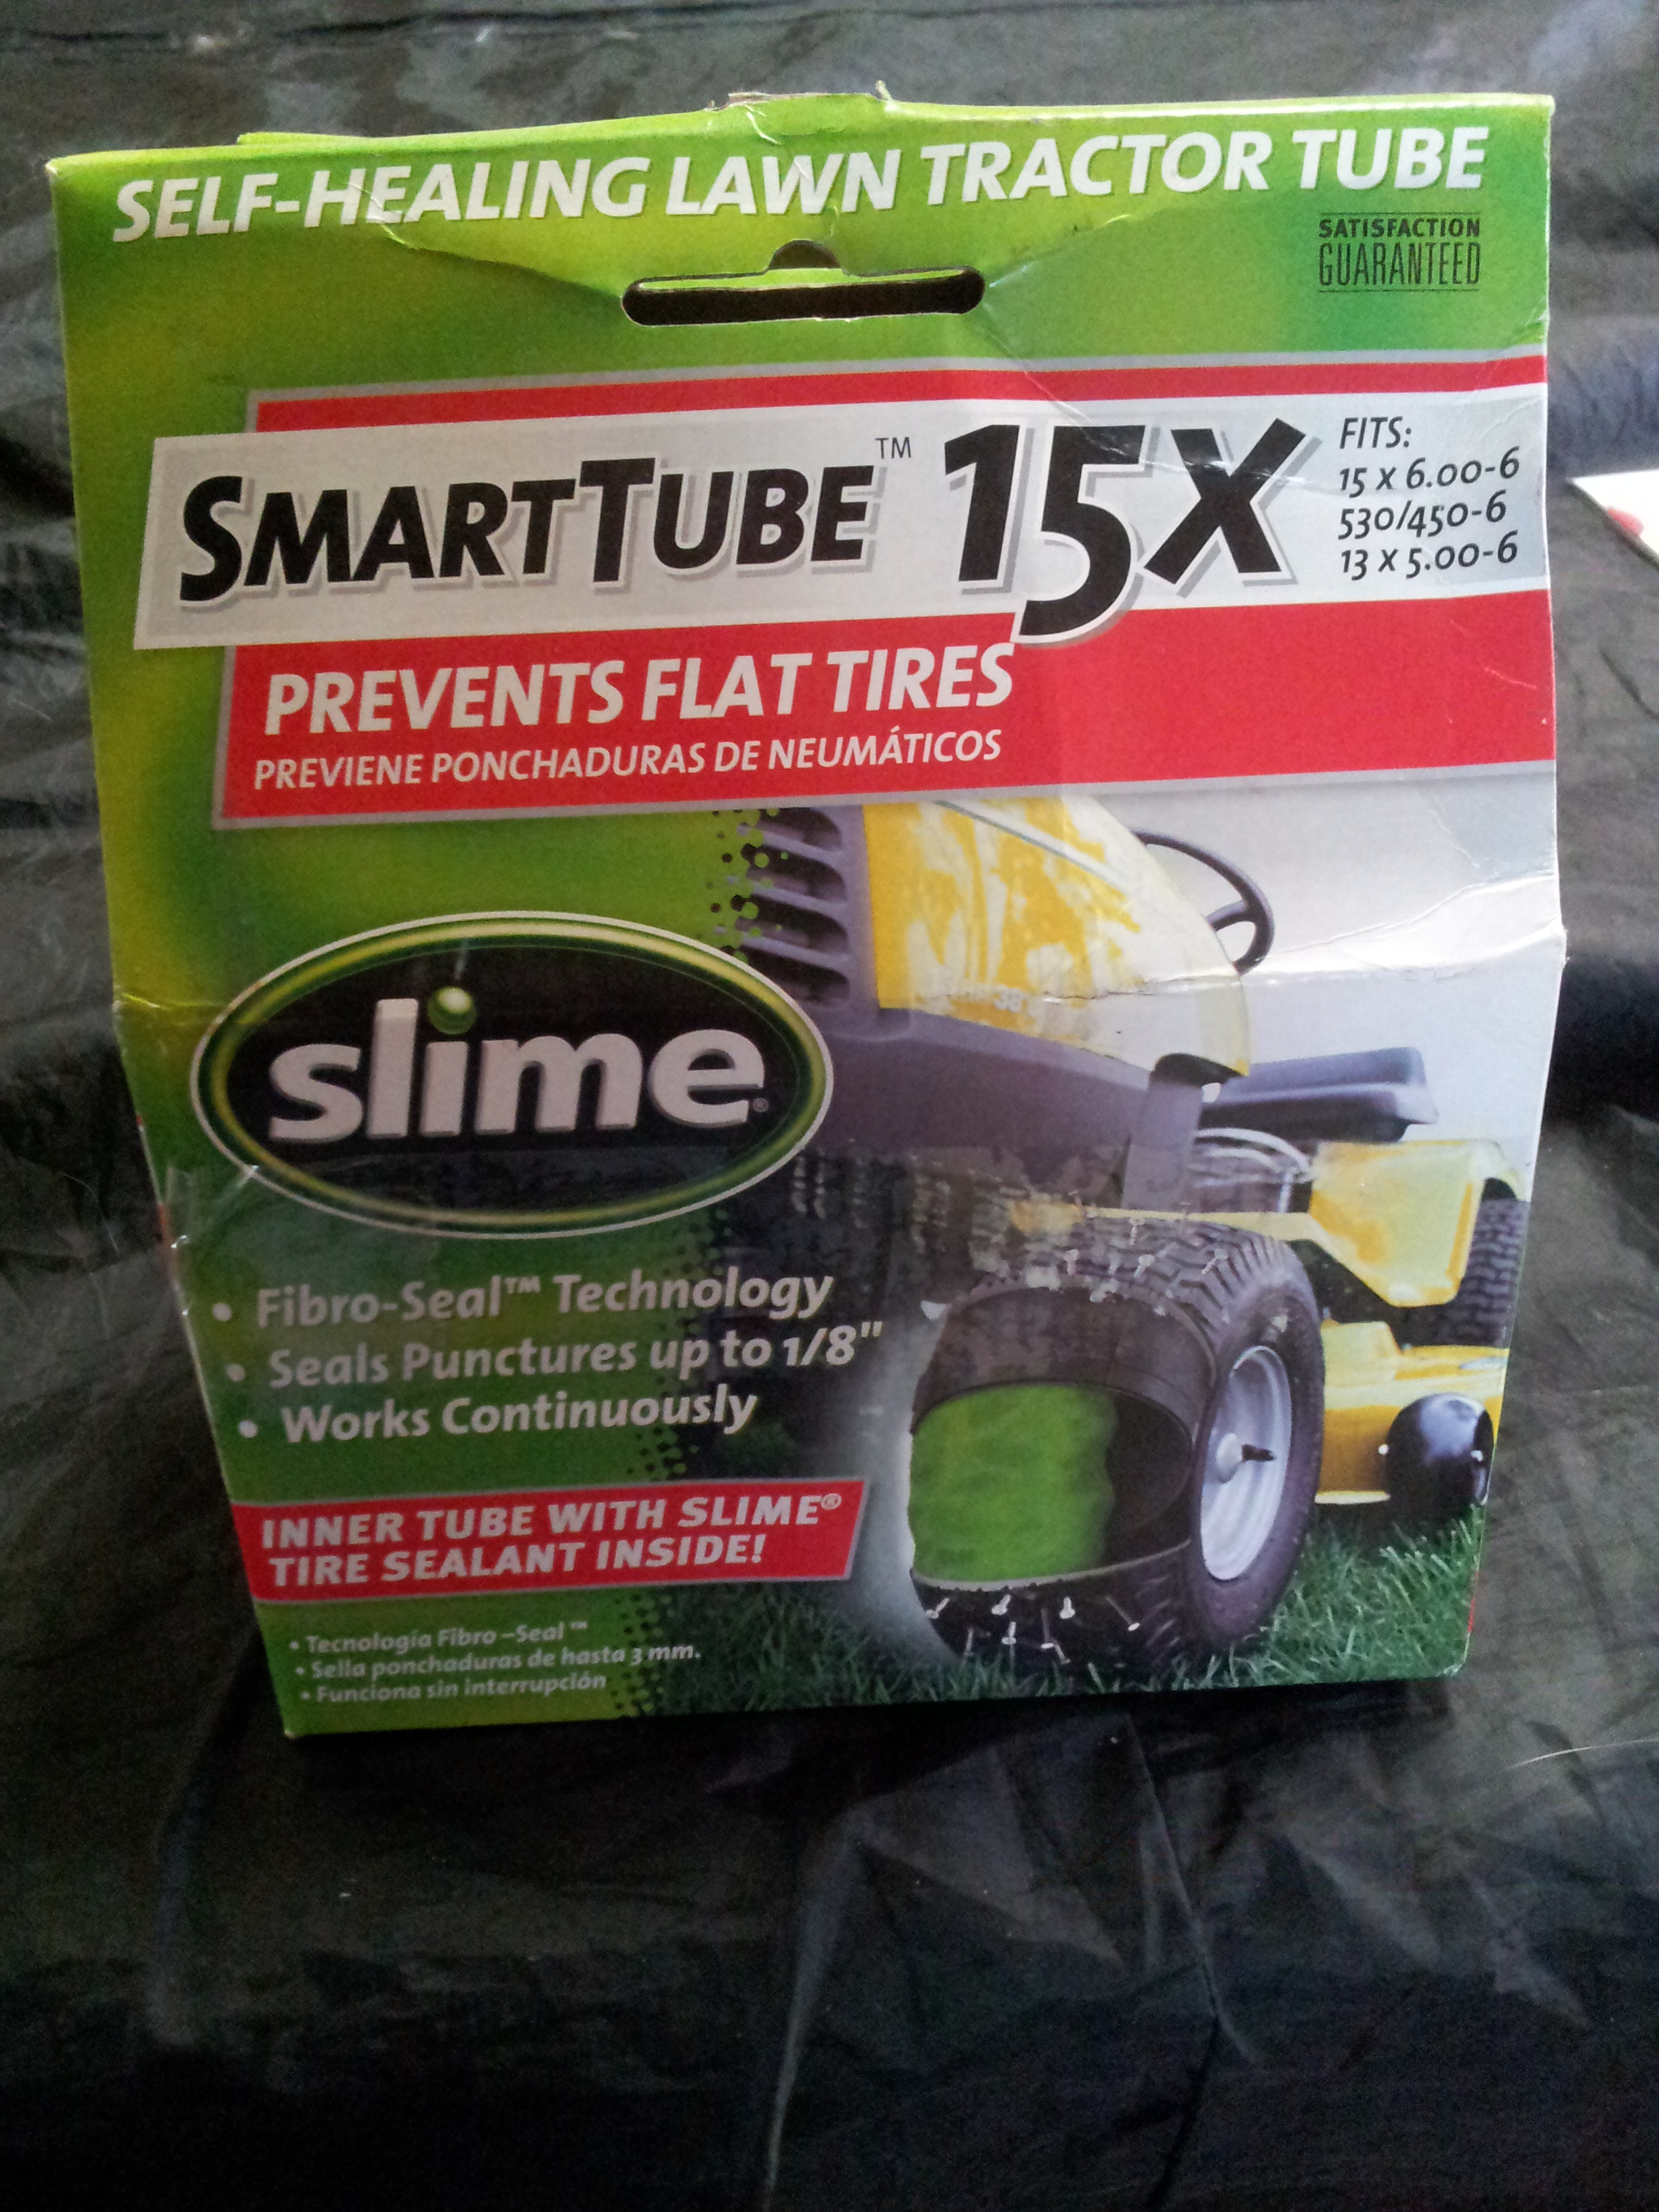 SELF-HEALING LAWN TRACTOR TUBE
SATISFACTION
GUARANTEED
SMARTTUBE™ 15X
FITS:
15 x 6.00-6
530/450-6
13 x 5.00-6
PREVENTS FLAT TIRES
PREVIENE PONCHADURAS DE NEUMÁTICOS
slime®
• Fibro-Seal™ Technology
• Seals Punctures up to 1/8"
• Works Continuously
INNER TUBE WITH SLIME®
TIRE SEALANT INSIDE!
• Tecnología Fibro–Seal™
• Sella ponchaduras de hasta 3 mm.
• Funciona sin interrupción